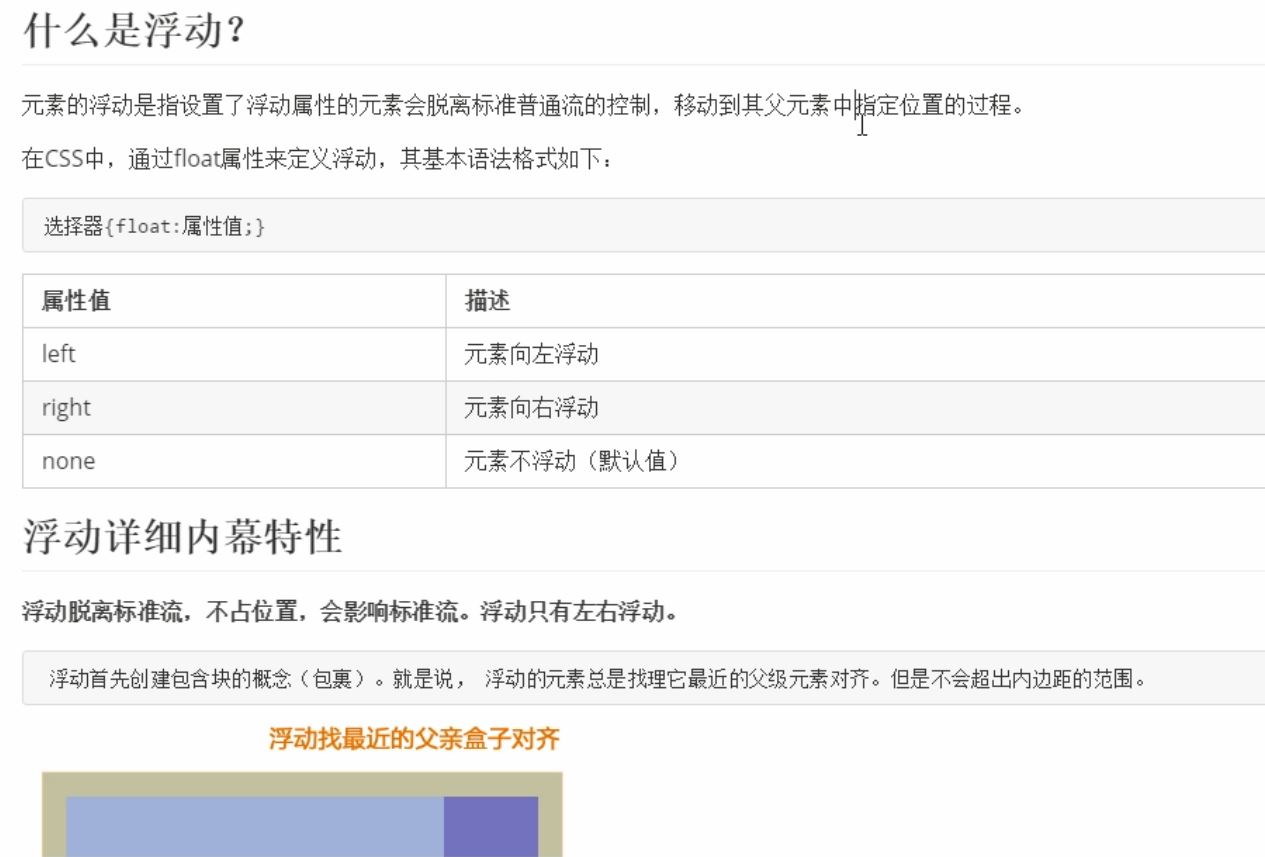 什么是浮动？
元素的浮动是指设置了浮动属性的元素会脱离标准普通流的控制，移动到其父元素中指定位置的过程。
在CSS中，通过float属性来定义浮动，其基本语法格式如下：
选择器{float:属性值;}
属性值 描述
left 元素向左浮动
right 元素向右浮动
none 元素不浮动（默认值）
浮动详细内幕特性
浮动脱离标准流，不占位置，会影响标准流。浮动只有左右浮动。
浮动首先创建包含块的概念（包裹）。就是说， 浮动的元素总是找理它最近的父级元素对齐。但是不会超出内边距的范围。
浮动找最近的父亲盒子对齐